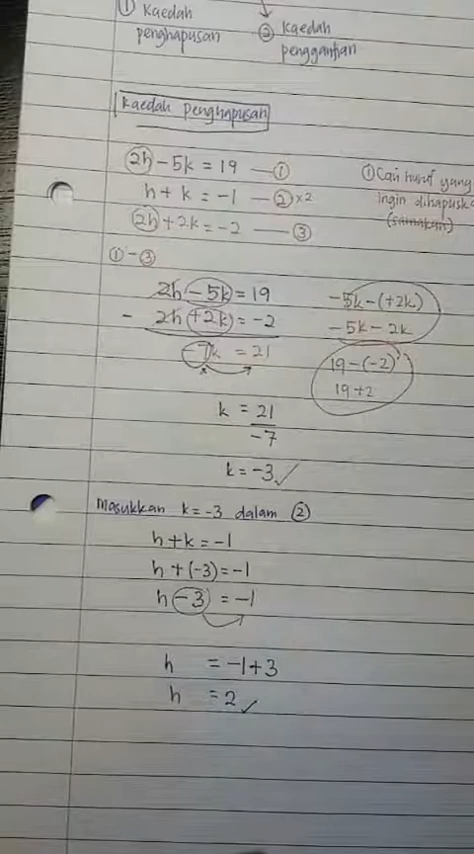 ① Kaedah penghapusan
② Kaedah penggantian
Kaedah Penghapusan
2h - 5k = 19 — ①
h + k = -1 — ② ×2
2h + 2k = -2 — ③
① Cari huruf yang
ingin dihapusk
(samakan)
① - ③
2h - 5k = 19
- 2h + 2k = -2
-7k = 21
-5k - (+2k)
-5k - 2k
19 - (-2)
19 + 2
k = 21
-7
k = -3 ✓
Masukkan k = -3 dalam ②
h + k = -1
h + (-3) = -1
h - 3 = -1
h = -1 + 3
h = 2 ✓